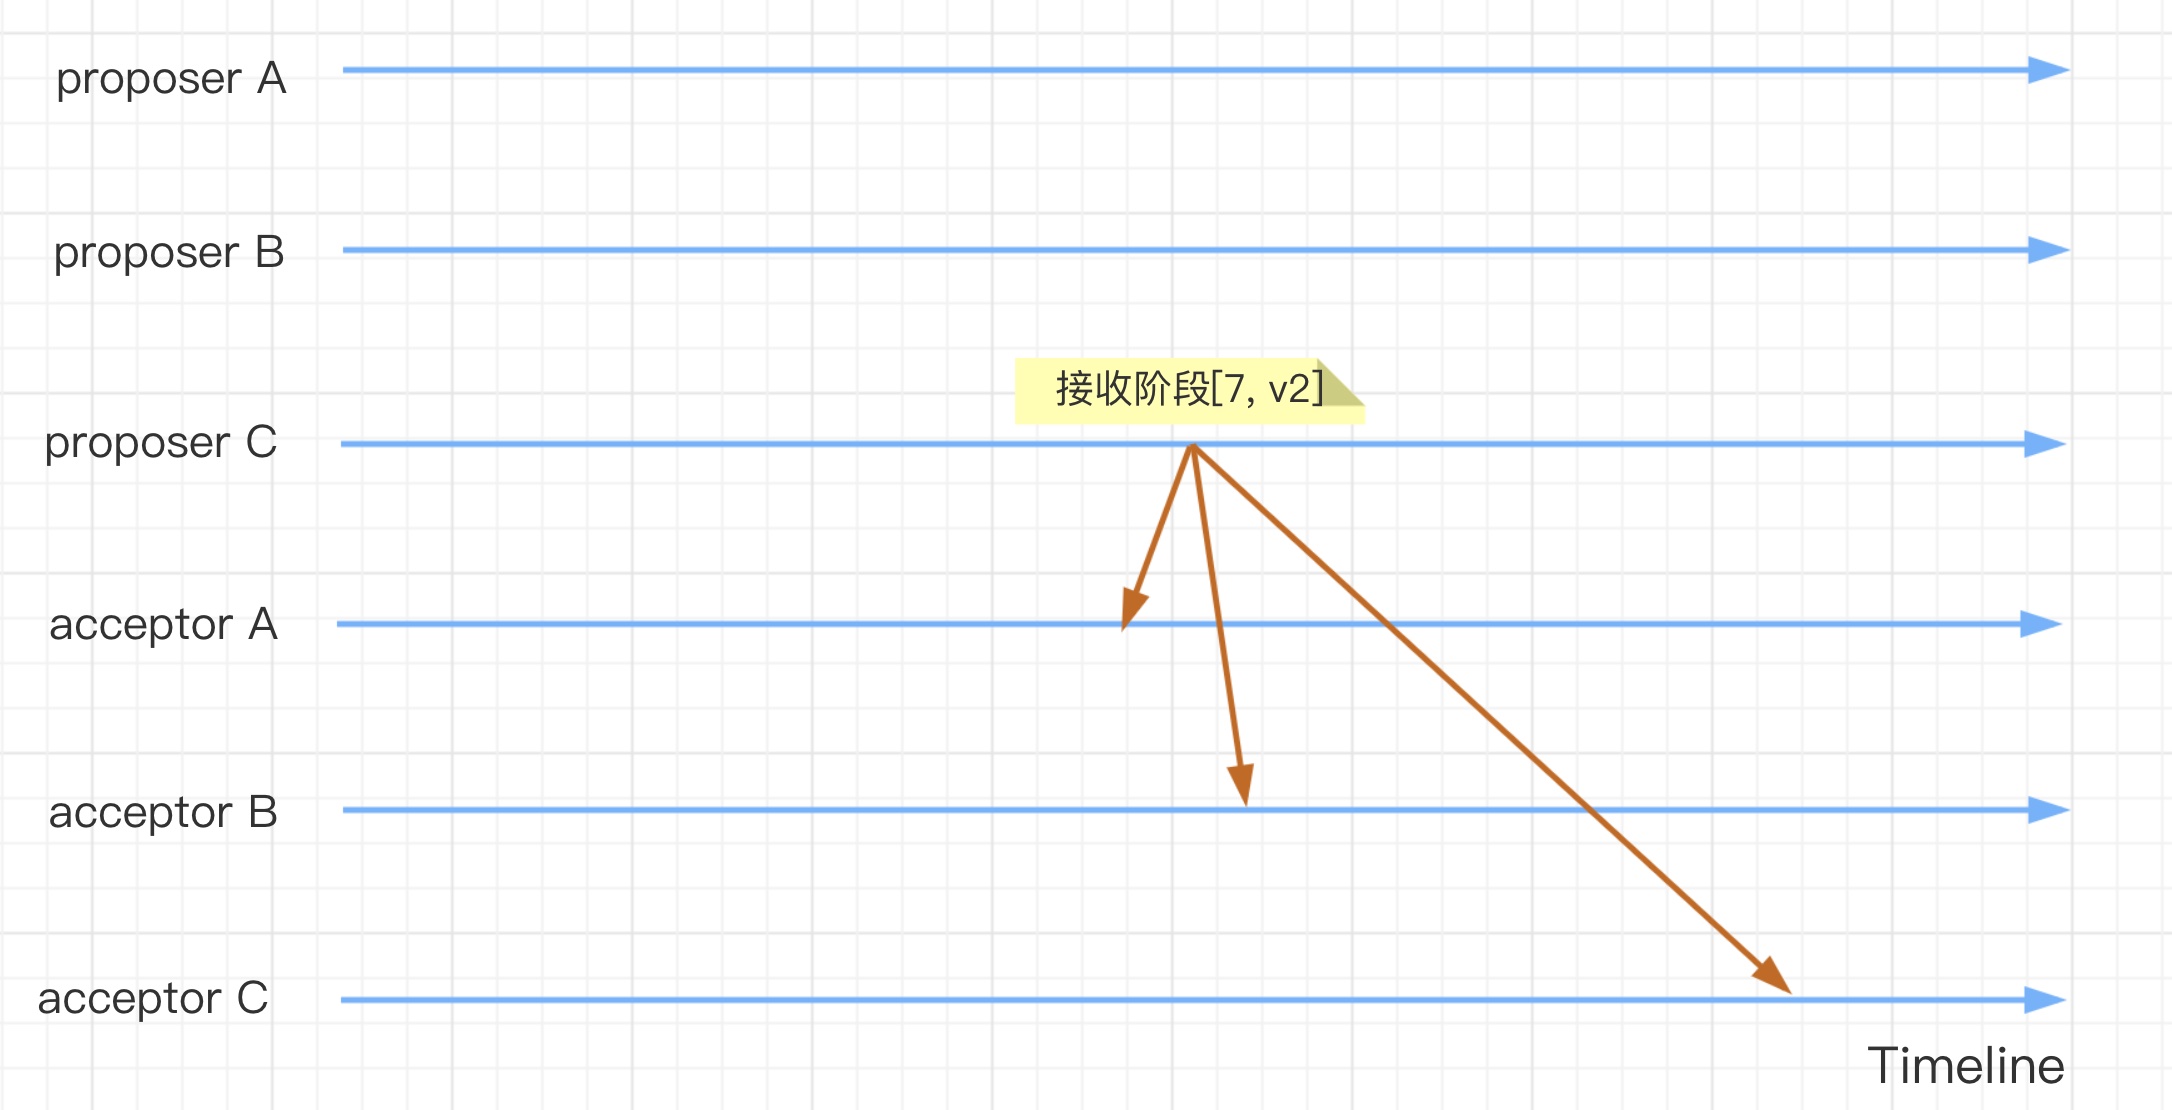 proposer A
proposer B
接收阶段[7, v2]
proposer C
acceptor A
acceptor B
acceptor C
Timeline